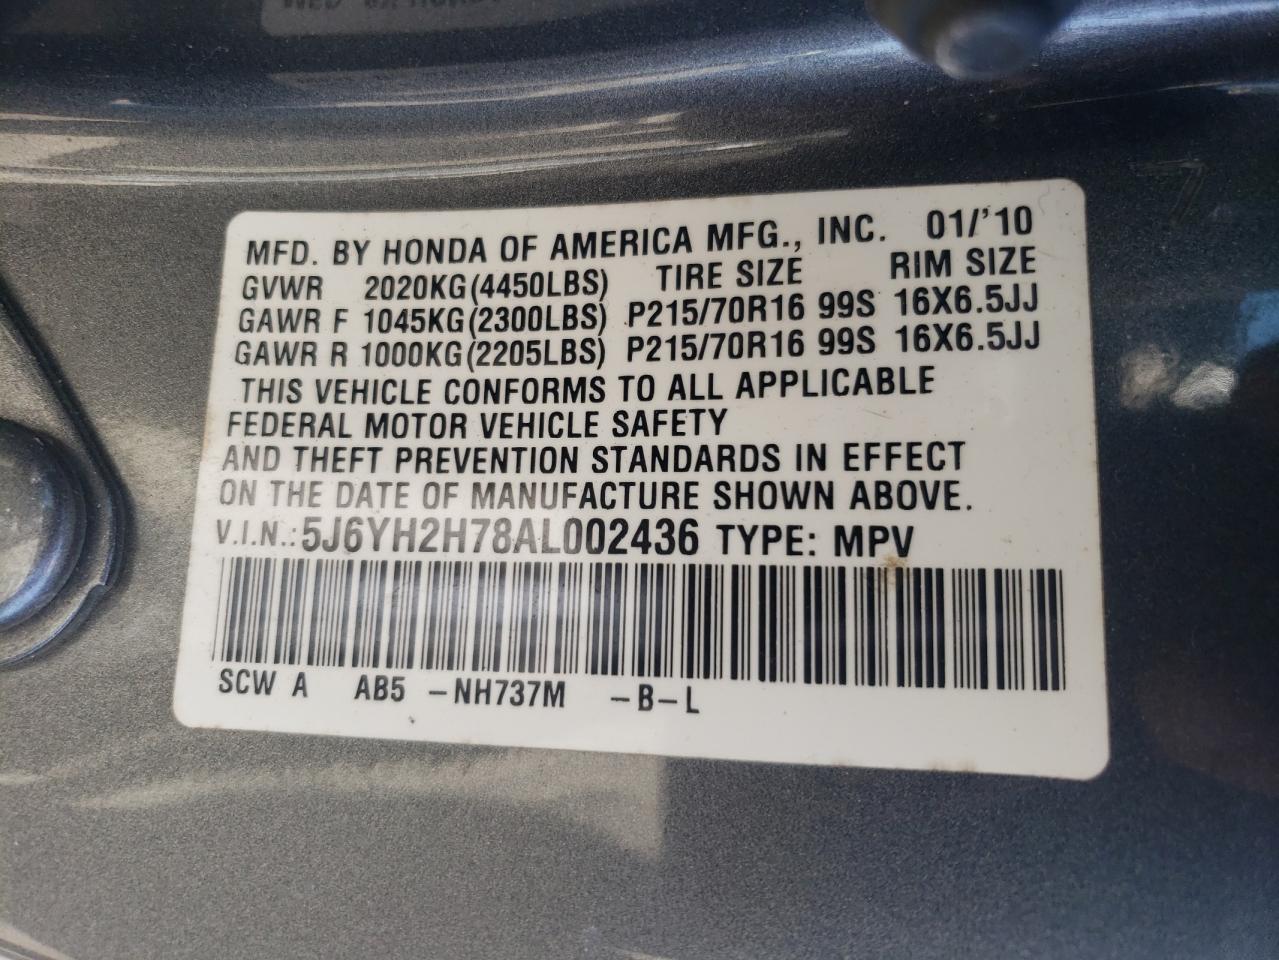 MFD. BY HONDA OF AMERICA MFG., INC. 01/'10
GVWR 2020KG(4450LBS) TIRE SIZE RIM SIZE
GAWR F 1045KG(2300LBS) P215/70R16 99S 16X6.5JJ
GAWR R 1000KG(2205LBS) P215/70R16 99S 16X6.5JJ
THIS VEHICLE CONFORMS TO ALL APPLICABLE
FEDERAL MOTOR VEHICLE SAFETY
AND THEFT PREVENTION STANDARDS IN EFFECT
ON THE DATE OF MANUFACTURE SHOWN ABOVE.
V.I.N.:5J6YH2H78AL002436 TYPE: MPV
SCW A AB5 -NH737M -B-L